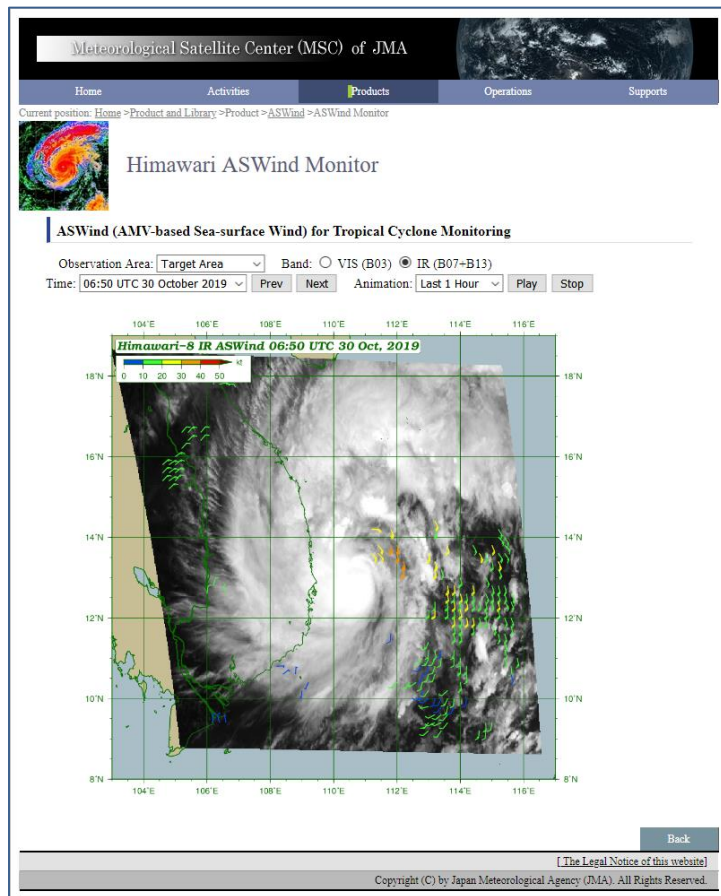 Meteorological Satellite Center (MSC) of JMA
Home Activities Products Operations Supports
Current position: Home >Product and Library >Product >ASWind >ASWind Monitor
Himawari ASWind Monitor
ASWind (AMV-based Sea-surface Wind) for Tropical Cyclone Monitoring
Observation Area: Target Area Band: VIS (B03) IR (B07+B13)
Time: 06:50 UTC 30 October 2019 Prev Next Animation: Last 1 Hour Play Stop
104°E 106°E 108°E 110°E 112°E 114°E 116°E
Himawari-8 IR ASWind 06:50 UTC 30 Oct, 2019
kt
0 10 20 30 40 50
18°N 18°N
16°N 16°N
14°N 14°N
12°N 12°N
10°N 10°N
8°N 8°N
104°E 106°E 108°E 110°E 112°E 114°E 116°E
Back
[ The Legal Notice of this website]
Copyright (C) by Japan Meteorological Agency (JMA). All Rights Reserved.